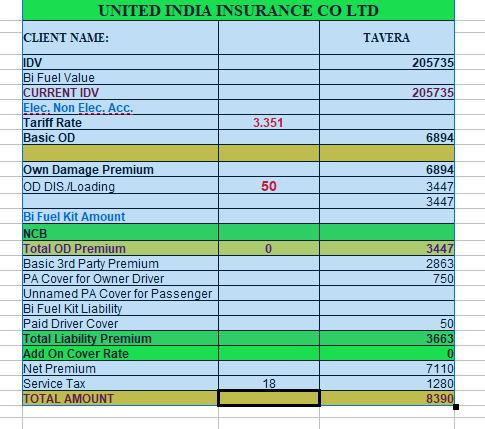 UNITED INDIA INSURANCE CO LTD
CLIENT NAME: TAVERA
IDV 205735
Bi Fuel Value
CURRENT IDV 205735
Elec, Non Elec. Acc.
Tariff Rate 3.351
Basic OD 6894
Own Damage Premium 6894
OD DIS./Loading 50 3447
3447
Bi Fuel Kit Amount
NCB
Total OD Premium 0 3447
Basic 3rd Party Premium 2863
PA Cover for Owner Driver 750
Unnamed PA Cover for Passenger
Bi Fuel Kit Liability
Paid Driver Cover 50
Total Liability Premium 3663
Add On Cover Rate 0
Net Premium 7110
Service Tax 18 1280
TOTAL AMOUNT 8390